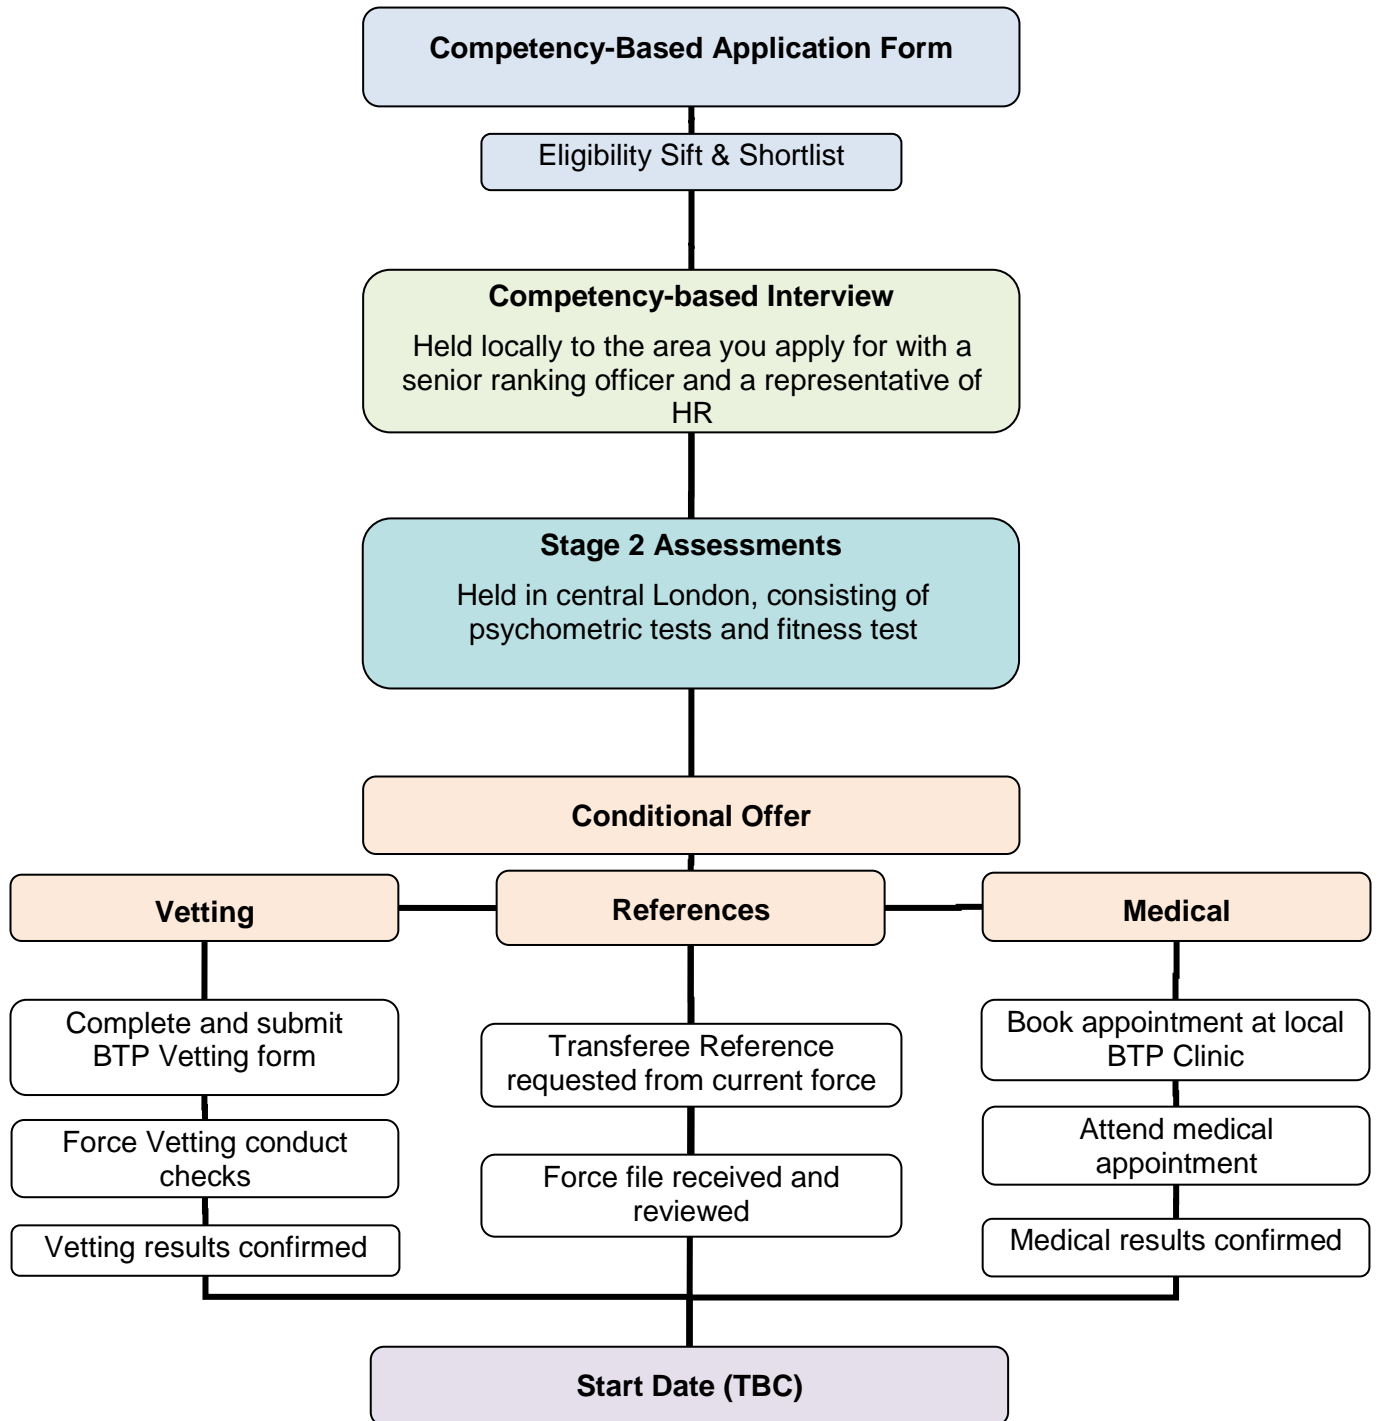 Competency-Based Application Form
Eligibility Sift & Shortlist
Competency-based Interview
Held locally to the area you apply for with a
senior ranking officer and a representative of
HR
Stage 2 Assessments
Held in central London, consisting of
psychometric tests and fitness test
Conditional Offer
Vetting
References
Medical
Complete and submit
BTP Vetting form
Force Vetting conduct
checks
Vetting results confirmed
Transferee Reference
requested from current force
Force file received and
reviewed
Book appointment at local
BTP Clinic
Attend medical
appointment
Medical results confirmed
Start Date (TBC)